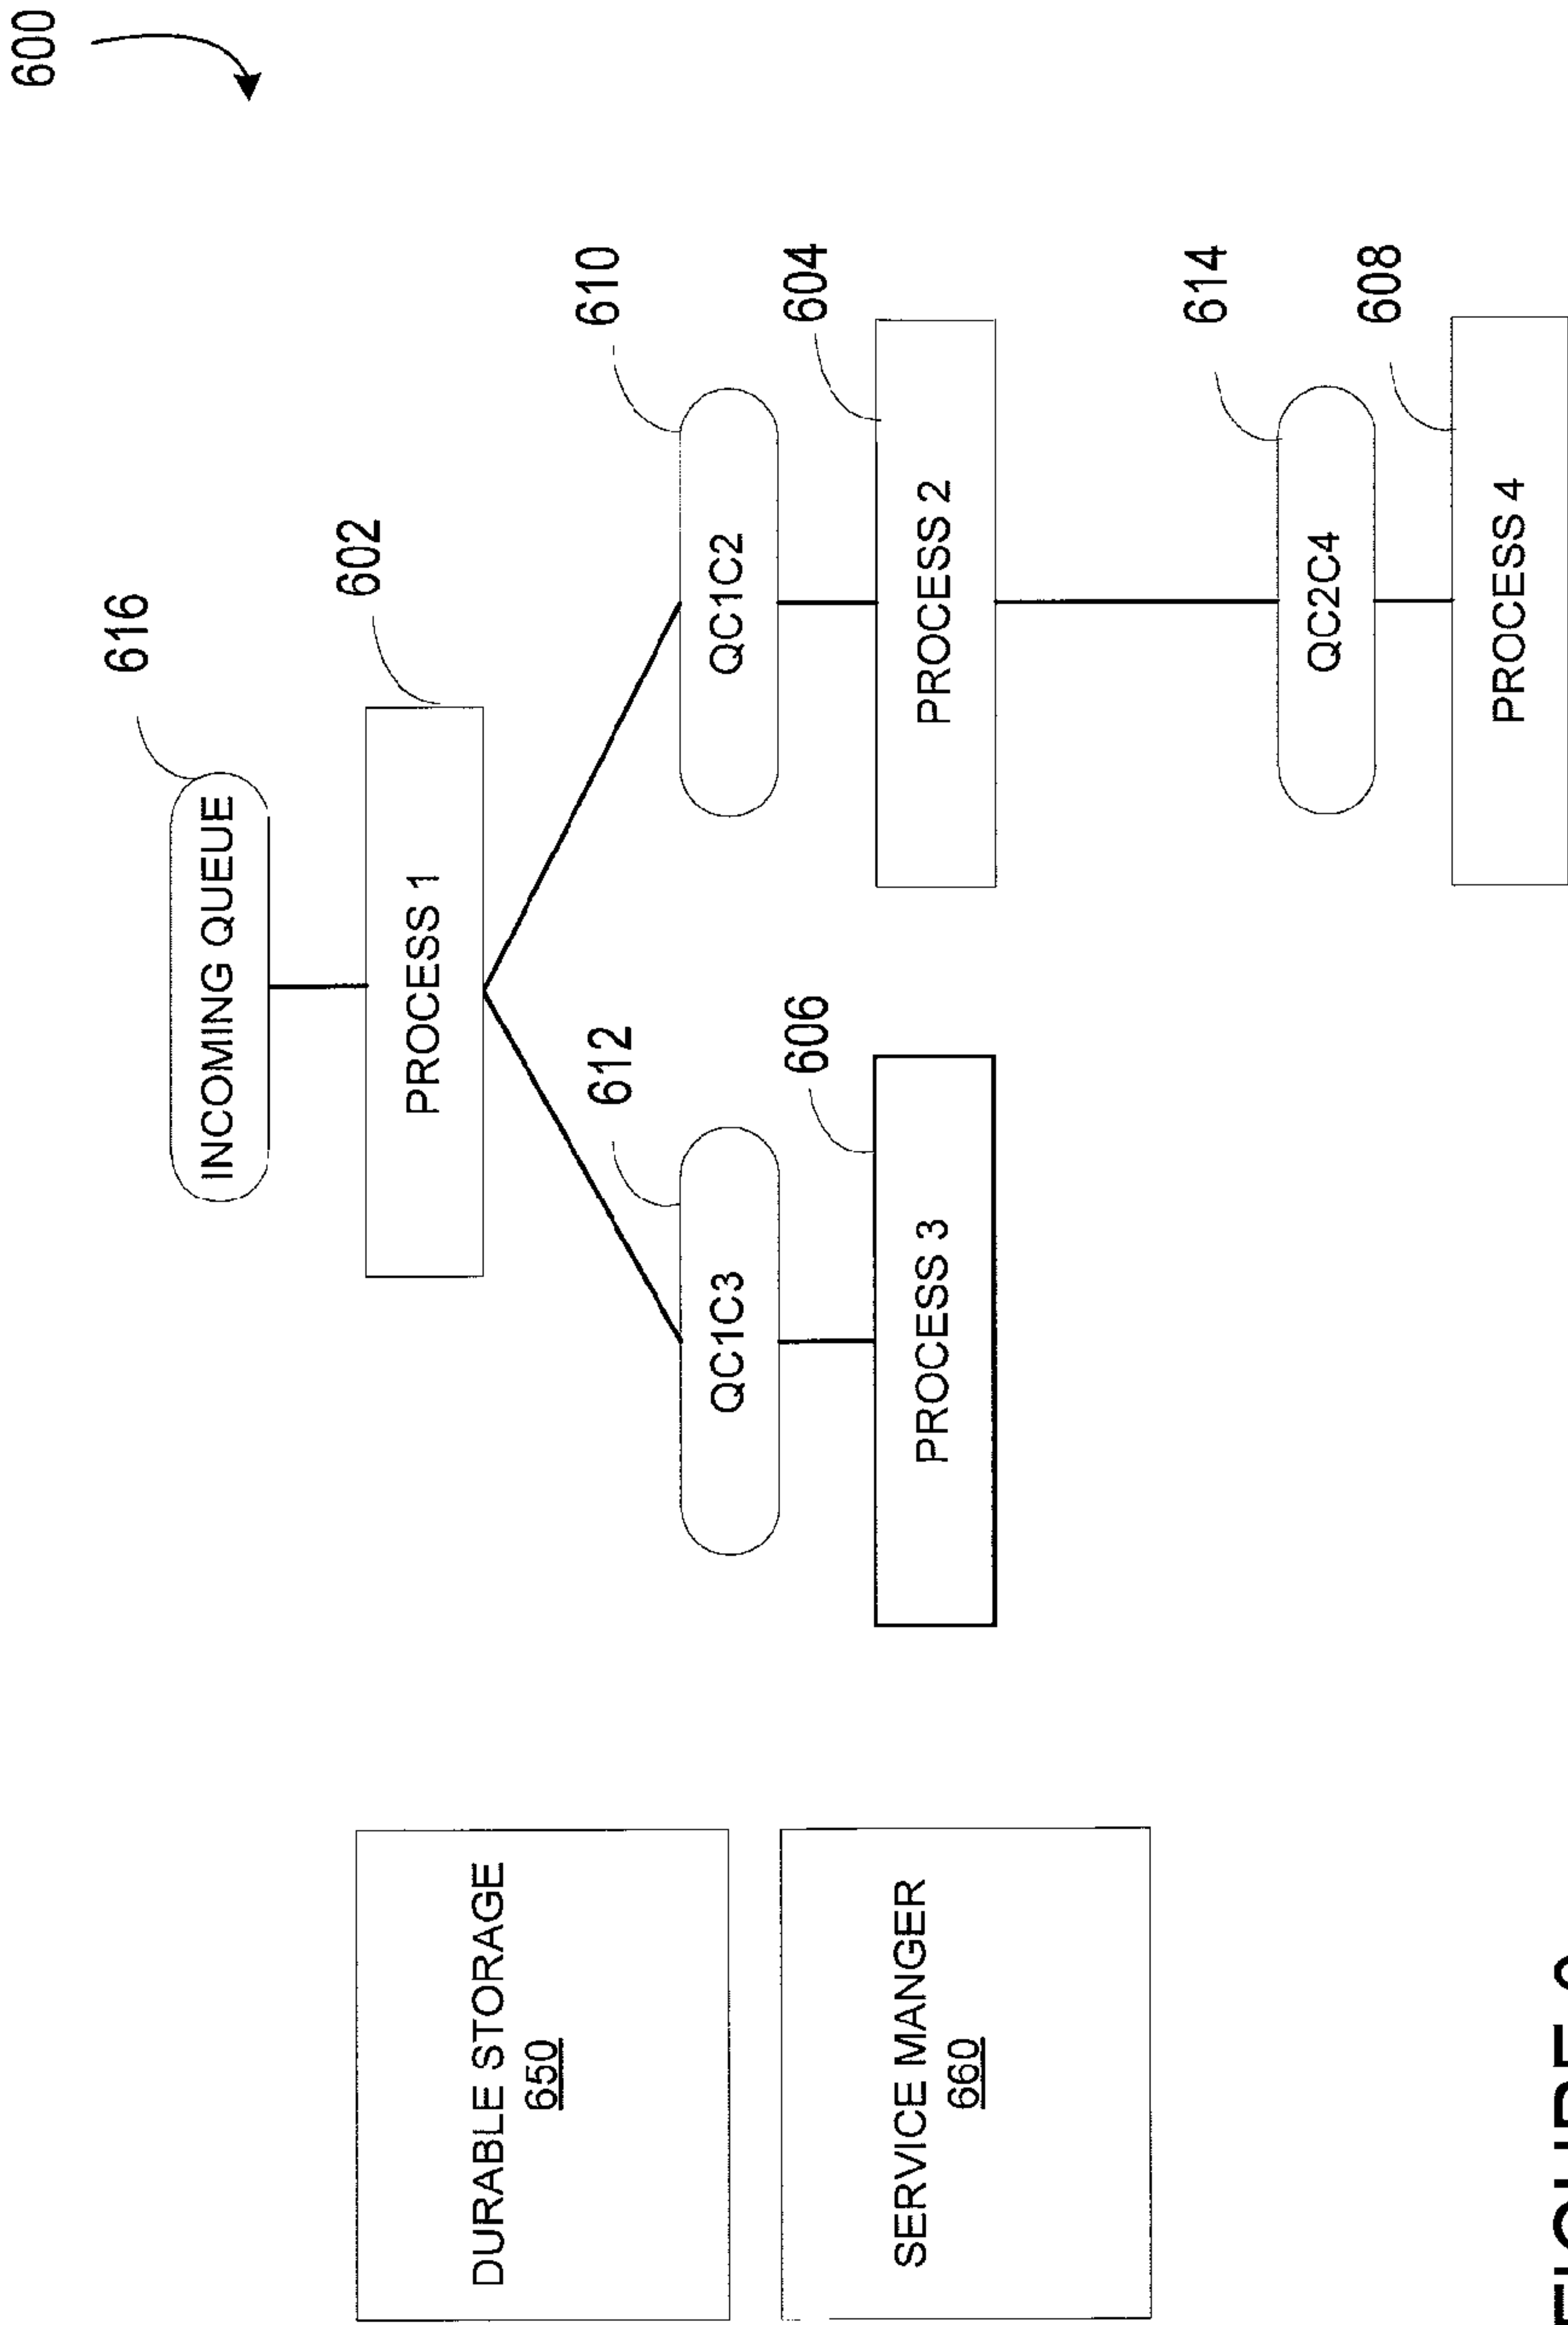 600
616
INCOMING QUEUE
602
PROCESS 1
DURABLE STORAGE
650
612
610
QC1C3
QC1C2
606
604
SERVICE MANGER
660
PROCESS 3
PROCESS 2
614
QC2C4
608
PROCESS 4
FIGURE